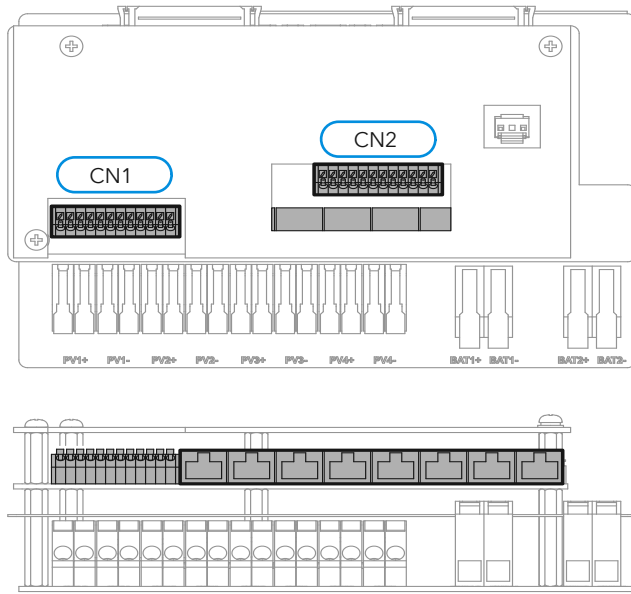 CN2
CN1
PV1+ PV1- PV2+ PV2- PV3+ PV3- PV4+ PV4- BAT1+ BAT1- BAT2+ BAT2-